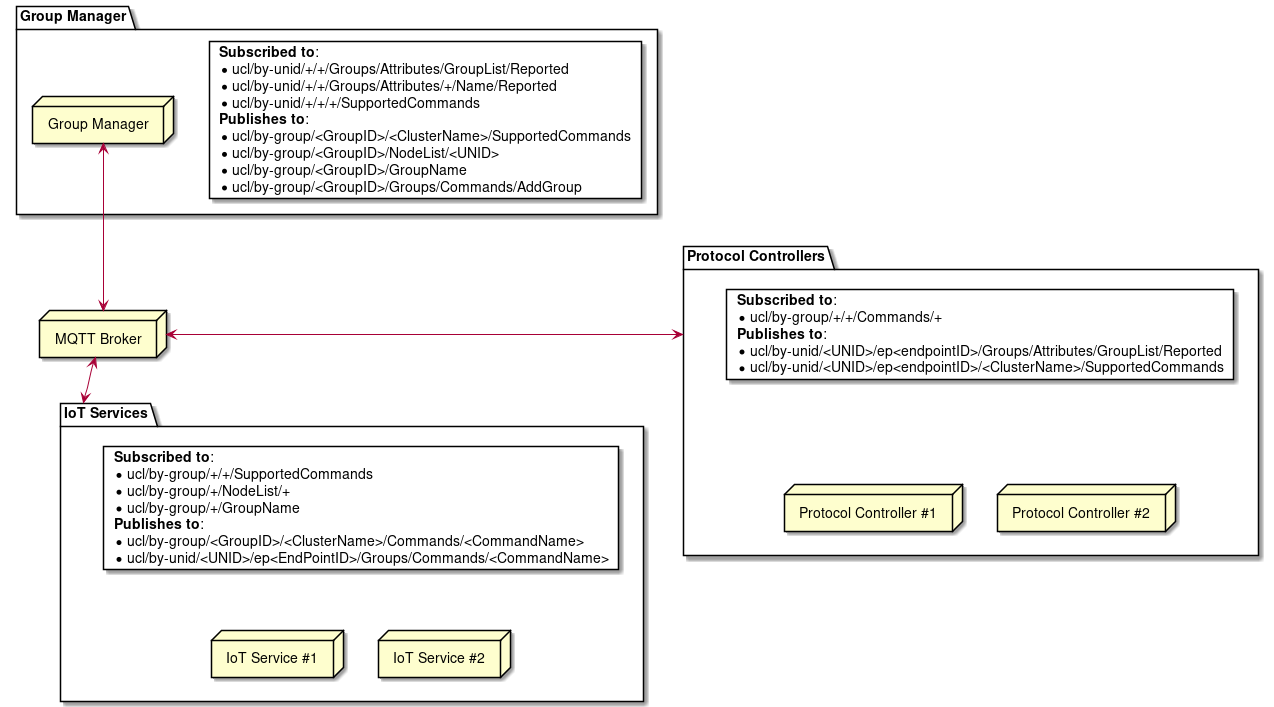 Group Manager
Subscribed to:
• ucl/by-unid/+/+/Groups/Attributes/GroupList/Reported
• ucl/by-unid/+/+/Groups/Attributes/+/Name/Reported
• ucl/by-unid/+/+/+/SupportedCommands
Publishes to:
• ucl/by-group/<GroupID>/<ClusterName>/SupportedCommands
• ucl/by-group/<GroupID>/NodeList/<UNID>
• ucl/by-group/<GroupID>/GroupName
• ucl/by-group/<GroupID>/Groups/Commands/AddGroup
Group Manager
MQTT Broker
Protocol Controllers
Subscribed to:
• ucl/by-group/+/+/Commands/+
Publishes to:
• ucl/by-unid/<UNID>/ep<endpointID>/Groups/Attributes/GroupList/Reported
• ucl/by-unid/<UNID>/ep<endpointID>/<ClusterName>/SupportedCommands
Protocol Controller #1
Protocol Controller #2
IoT Services
Subscribed to:
• ucl/by-group/+/+/SupportedCommands
• ucl/by-group/+/NodeList/+
• ucl/by-group/+/GroupName
Publishes to:
• ucl/by-group/<GroupID>/<ClusterName>/Commands/<CommandName>
• ucl/by-unid/<UNID>/ep<EndPointID>/Groups/Commands/<CommandName>
IoT Service #1
IoT Service #2